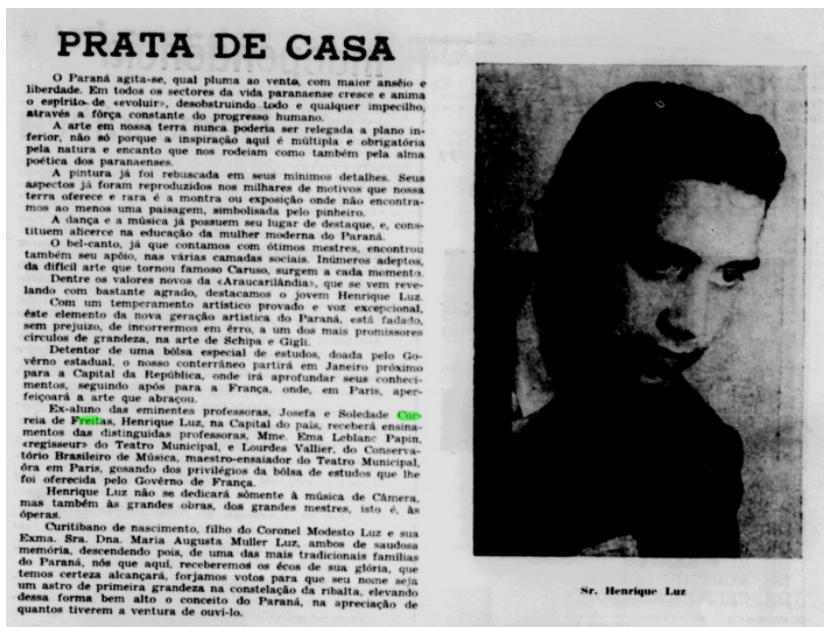 PRATA DE CASA
O Paraná agita-se, qual pluma ao vento, com maior anséio e
liberdade. Em todos os sectores da vida paranaense cresce e anima
o espírito de «evoluir», desobstruindo todo e qualquer impecilho,
através a fôrça constante do progresso humano.
A arte em nossa terra nunca poderia ser relegada a plano in-
ferior, não só porque a inspiração aqui é múltipla e obrigatória
pela natura e encanto que nos rodeiam como também pela alma
poética dos paranaenses.
A pintura já foi rebuscada em seus mínimos detalhes. Seus
aspectos já foram reproduzidos nos milhares de motivos que nossa
terra oferece e rara é a montra ou exposição onde não encontra-
mos ao menos uma paisagem, simbolisada pelo pinheiro.
A dança e a música já possuem seu lugar de destaque, e, cons-
tituem alicerce na educação da mulher moderna do Paraná.
O bel-canto, já que contamos com ótimos mestres, encontrou
também seu apôio, nas várias camadas sociais. Inúmeros adeptos,
da difícil arte que tornou famoso Caruso, surgem a cada momento.
Dentre os valores novos da «Araucarilândia», que se vem reve-
lando com bastante agrado, destacamos o jovem Henrique Luz.
Com um temperamento artístico provado e voz excepcional,
êste elemento da nova geração artística do Paraná, está fadado,
sem prejuizo, de incorrermos em êrro, a um dos mais promissores
círculos de grandeza, na arte de Schipa e Gigli.
Detentor de uma bôlsa especial de estudos, doada pelo Go-
vêrno estadual, o nosso conterrâneo partirá em Janeiro próximo
para a Capital da República, onde irá aprofundar seus conheci-
mentos, seguindo após para a França, onde, em Paris, aper-
feiçoará a arte que abraçou.
Ex-aluno das eminentes professoras, Josefa e Soledade Cor-
reia de Freitas, Henrique Luz, na Capital do país, receberá ensina-
mentos das distinguidas professoras, Mme. Ema Leblanc Papin,
«regisseur» do Teatro Municipal, e Lourdes Vallier, do Conserva-
tório Brasileiro de Música, maestro-ensaiador do Teatro Municipal,
óra em Paris, gosando dos privilégios da bôlsa de estudos que lhe
foi oferecida pelo Govêrno de França.
Henrique Luz não se dedicará sòmente à música de Câmera,
mas também às grandes obras, dos grandes mestres, isto é, às
óperas.
Curitibano de nascimento, filho do Coronel Modesto Luz e sua
Exma. Sra. Dna. Maria Augusta Muller Luz, ambos de saudosa
memória, descendendo pois, de uma das mais tradicionais famílias
do Paraná, nós que aqui, receberemos os écos de sua glória, que
temos certeza alcançará, forjamos votos para que seu nome seja
um astro de primeira grandeza na constelação da ribalta, elevando
dessa forma bem alto o conceito do Paraná, na apreciação de
quantos tiverem a ventura de ouví-lo.
Sr. Henrique Luz